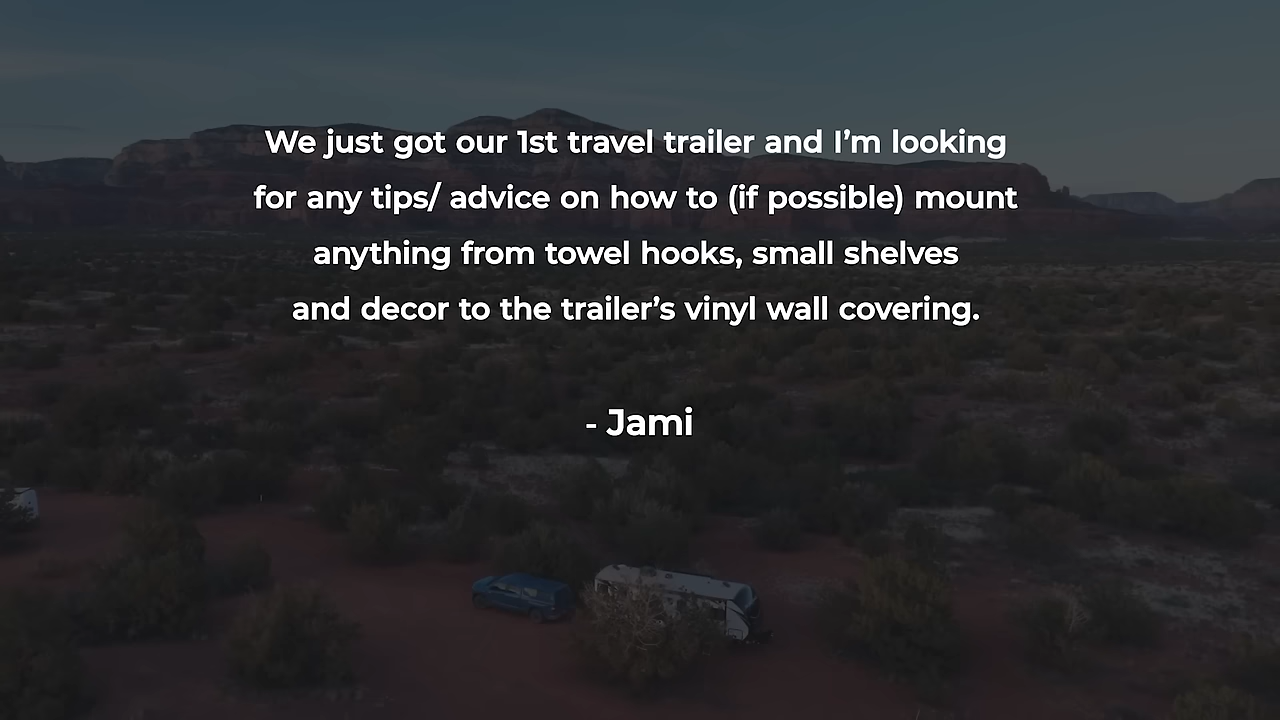 We just got our 1st travel trailer and I’m looking
for any tips/ advice on how to (if possible) mount
anything from towel hooks, small shelves
and decor to the trailer’s vinyl wall covering.
- Jami